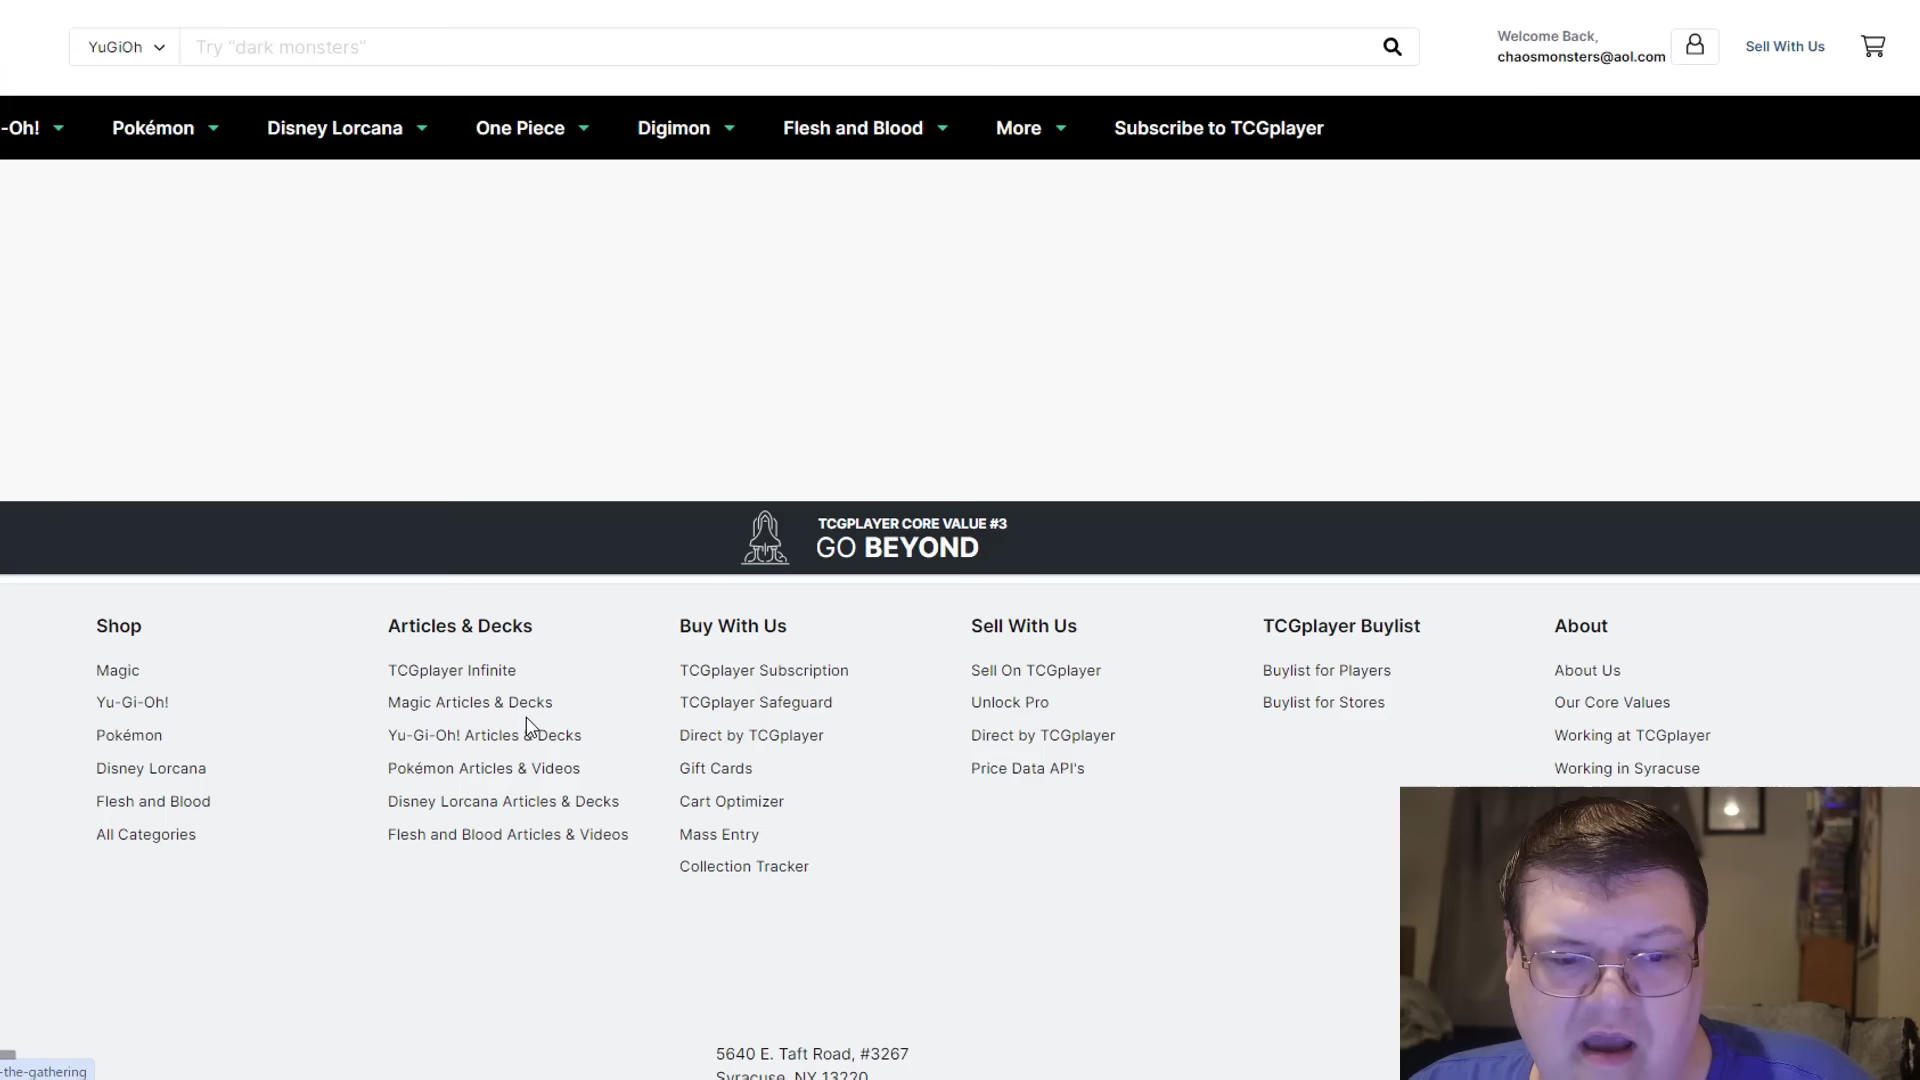 YuGiOh
Try "dark monsters"
Welcome Back,
chaosmonsters@aol.com
Sell With Us
-Oh!
Pokémon
Disney Lorcana
One Piece
Digimon
Flesh and Blood
More
Subscribe to TCGplayer
TCGPLAYER CORE VALUE #3
GO BEYOND
Shop
Magic
Yu-Gi-Oh!
Pokémon
Disney Lorcana
Flesh and Blood
All Categories
Articles & Decks
TCGplayer Infinite
Magic Articles & Decks
Yu-Gi-Oh! Articles & Decks
Pokémon Articles & Videos
Disney Lorcana Articles & Decks
Flesh and Blood Articles & Videos
Buy With Us
TCGplayer Subscription
TCGplayer Safeguard
Direct by TCGplayer
Gift Cards
Cart Optimizer
Mass Entry
Collection Tracker
Sell With Us
Sell On TCGplayer
Unlock Pro
Direct by TCGplayer
Price Data API's
TCGplayer Buylist
Buylist for Players
Buylist for Stores
About
About Us
Our Core Values
Working at TCGplayer
Working in Syracuse
5640 E. Taft Road, #3267
Syracuse, NY 13220
-the-gathering